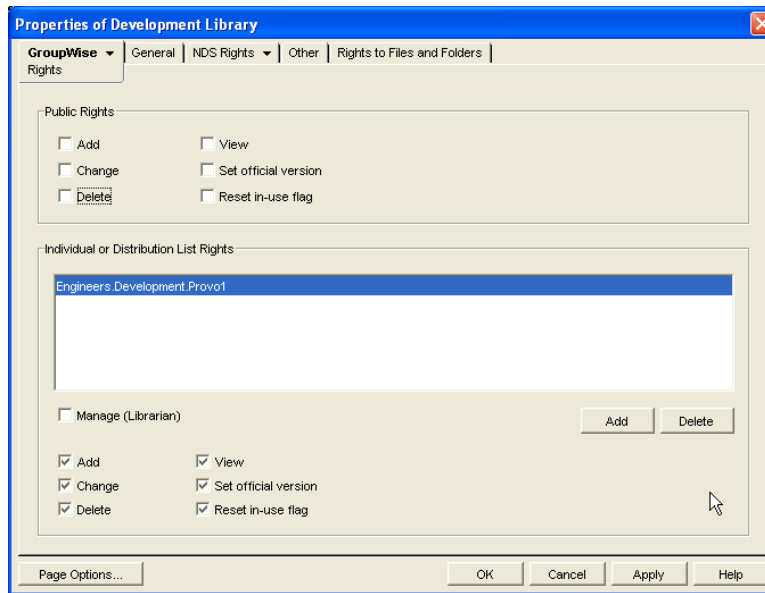 Properties of Development Library
GroupWise General NDS Rights Other Rights to Files and Folders
Rights
Public Rights
Add View
Change Set official version
Delete Reset in-use flag
Individual or Distribution List Rights
Engineers.Development.Provo1
Manage (Librarian) Add Delete
Add View
Change Set official version
Delete Reset in-use flag
Page Options... OK Cancel Apply Help